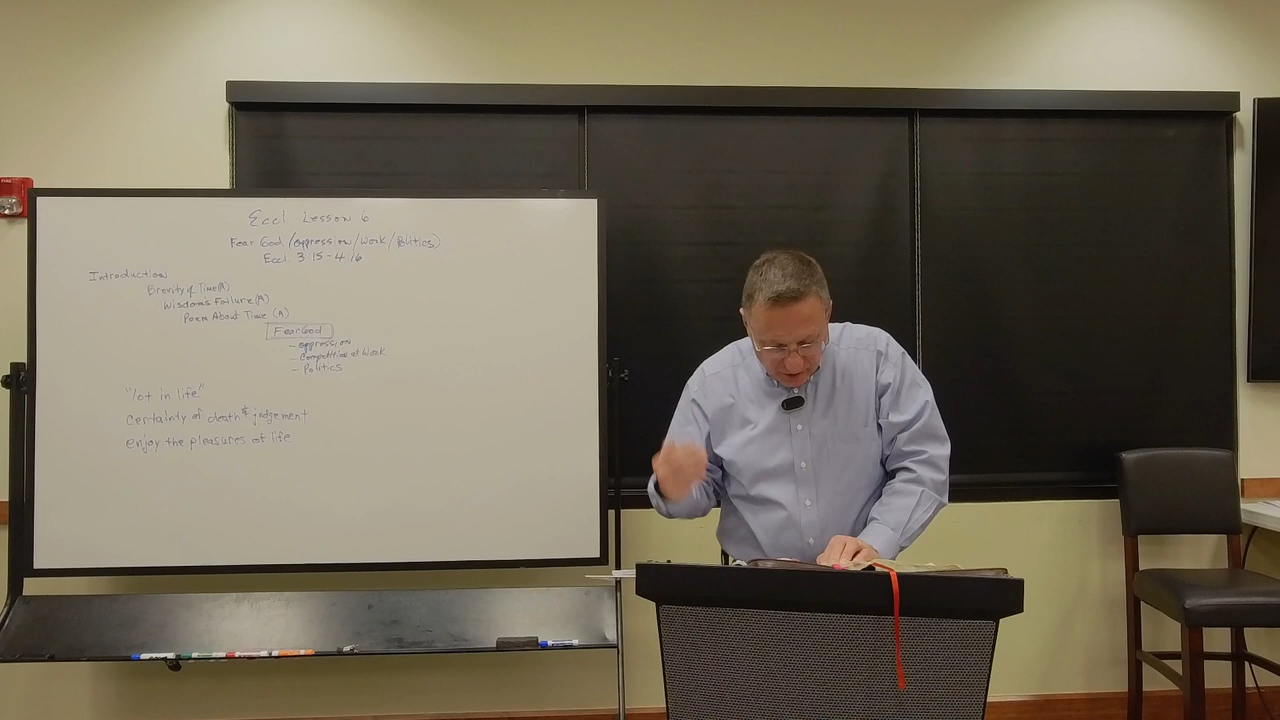 Eccl Lesson 6
Fear God (oppression/Work/Politics)
Eccl 3:15-4:16
Introduction
Brevity of Time (A)
Wisdoms Failure (A)
Poem About Time (A)
Fear God
- oppression
- Competition at Work
- Politics
"lot in life"
Certainty of death & judgement
enjoy the pleasures of life
FIRE